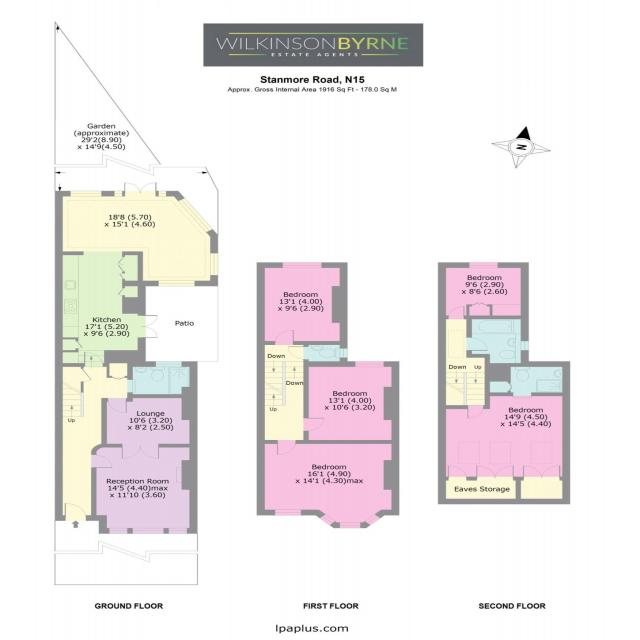 WILKINSONBYRNE
ESTATE AGENTS
Stanmore Road, N15
Approx. Gross Internal Area 1916 Sq Ft - 178.0 Sq M
Garden
(approximate)
29'2(8.90)
x 14'9(4.50)
N
18'8 (5.70)
x 15'1 (4.60)
Kitchen
17'1 (5.20)
x 9'6 (2.90)
Patio
Up
Lounge
10'6 (3.20)
x 8'2 (2.50)
Reception Room
14'5 (4.40)max
x 11'10 (3.60)
Bedroom
13'1 (4.00)
x 9'6 (2.90)
Down
Down
Up
Bedroom
13'1 (4.00)
x 10'6 (3.20)
Bedroom
16'1 (4.90)
x 14'1 (4.30)max
Bedroom
9'6 (2.90)
x 8'6 (2.60)
Down
Up
Bedroom
14'9 (4.50)
x 14'5 (4.40)
Eaves Storage
GROUND FLOOR
FIRST FLOOR
SECOND FLOOR
lpaplus.com